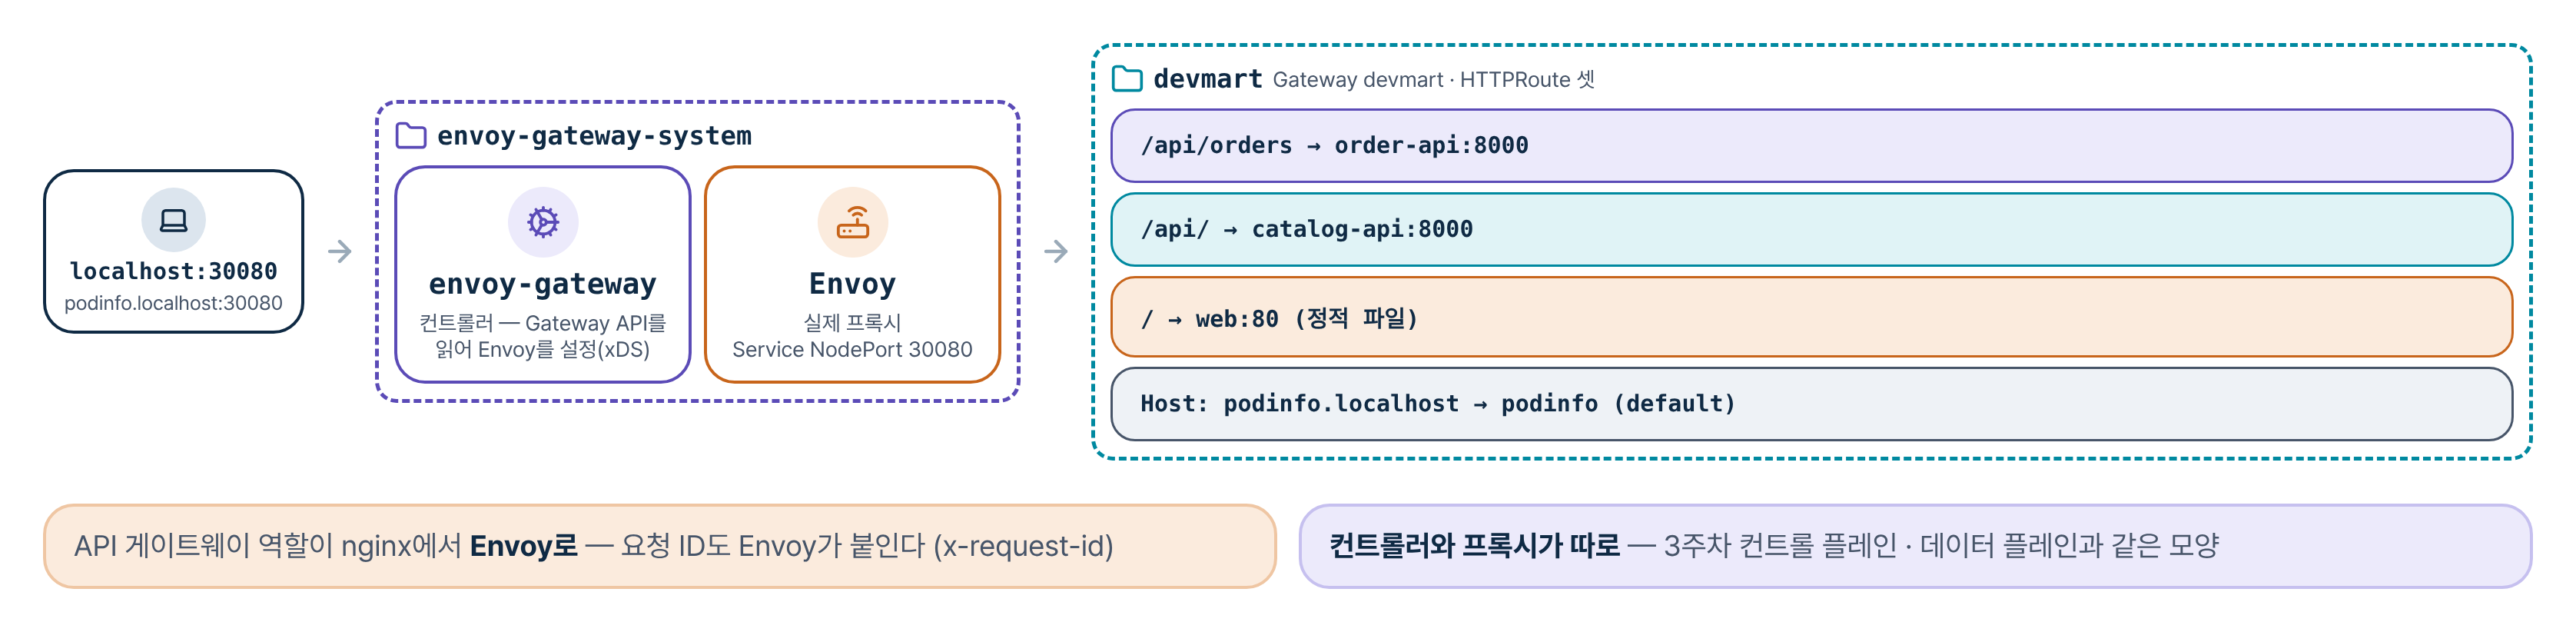 localhost:30080
podinfo.localhost:30080
envoy-gateway-system
envoy-gateway
컨트롤러 — Gateway API를
읽어 Envoy를 설정(xDS)
Envoy
실제 프록시
Service NodePort 30080
devmart Gateway devmart · HTTPRoute 셋
/api/orders → order-api:8000
/api/ → catalog-api:8000
/ → web:80 (정적 파일)
Host: podinfo.localhost → podinfo (default)
API 게이트웨이 역할이 nginx에서 Envoy로 — 요청 ID도 Envoy가 붙인다 (x-request-id)
컨트롤러와 프록시가 따로 — 3주차 컨트롤 플레인 · 데이터 플레인과 같은 모양